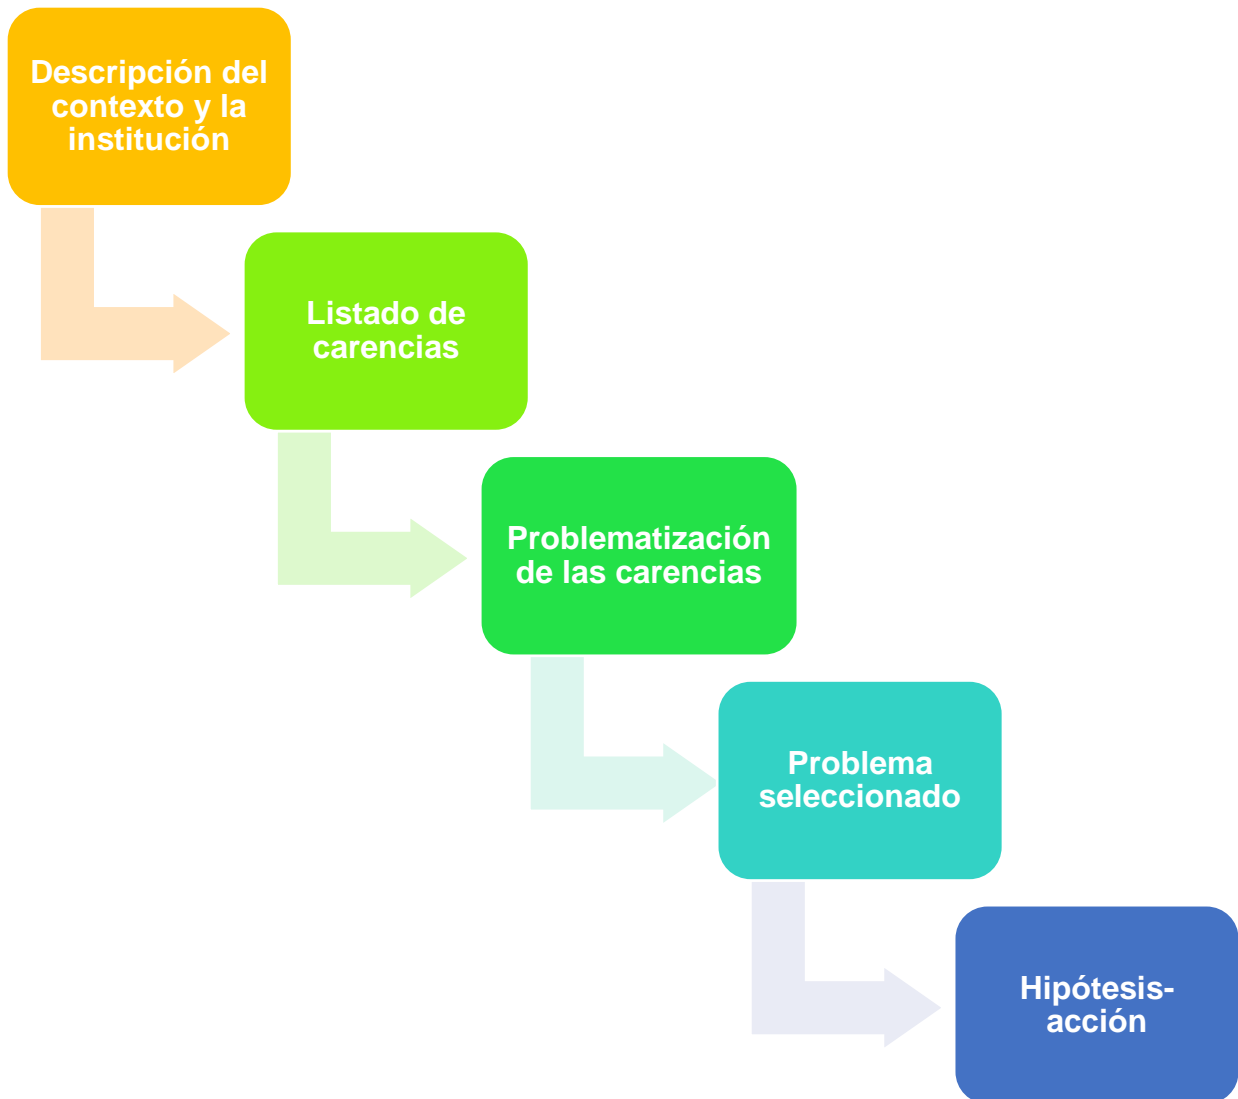 Descripción del
contexto y la
institución
Listado de
carencias
Problematización
de las carencias
Problema
seleccionado
Hipótesis-
acción